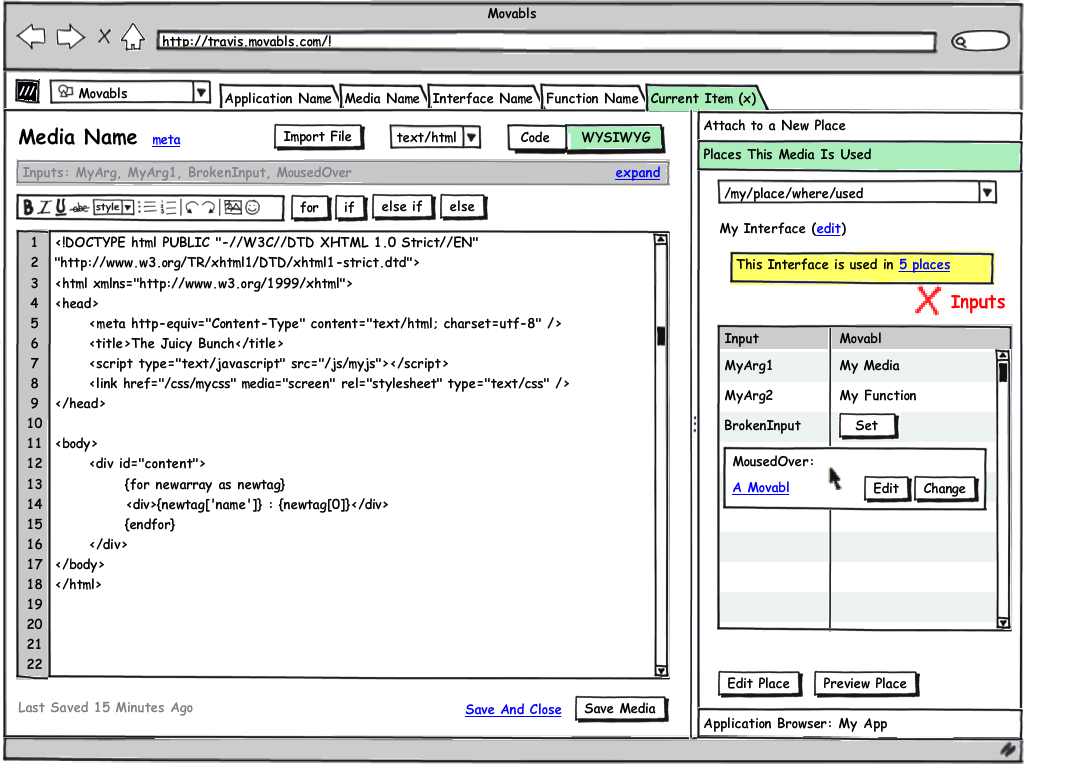 Movabls
http://travis.movabls.com/!
Movabls
Application Name
Media Name
Interface Name
Function Name
Current Item (x)
Media Name meta
Import File
text/html
Code
WYSIWYG
Inputs: MyArg, MyArg1, BrokenInput, MousedOver
expand
B I U abc style
for
if
else if
else
1 <!DOCTYPE html PUBLIC "-//W3C//DTD XHTML 1.0 Strict//EN"
2 "http://www.w3.org/TR/xhtml1/DTD/xhtml1-strict.dtd">
3 <html xmlns="http://www.w3.org/1999/xhtml">
4 <head>
5 <meta http-equiv="Content-Type" content="text/html; charset=utf-8" />
6 <title>The Juicy Bunch</title>
7 <script type="text/javascript" src="/js/myjs"></script>
8 <link href="/css/mycss" media="screen" rel="stylesheet" type="text/css" />
9 </head>
10
11 <body>
12 <div id="content">
13 {for newarray as newtag}
14 <div>{newtag['name']} : {newtag[0]}</div>
15 {endfor}
16 </div>
17 </body>
18 </html>
19
20
21
22
Last Saved 15 Minutes Ago
Save And Close
Save Media
Attach to a New Place
Places This Media Is Used
/my/place/where/used
My Interface (edit)
This Interface is used in 5 places
Inputs
Input Movabl
MyArg1 My Media
MyArg2 My Function
BrokenInput Set
MousedOver:
A Movabl Edit Change
Edit Place
Preview Place
Application Browser: My App